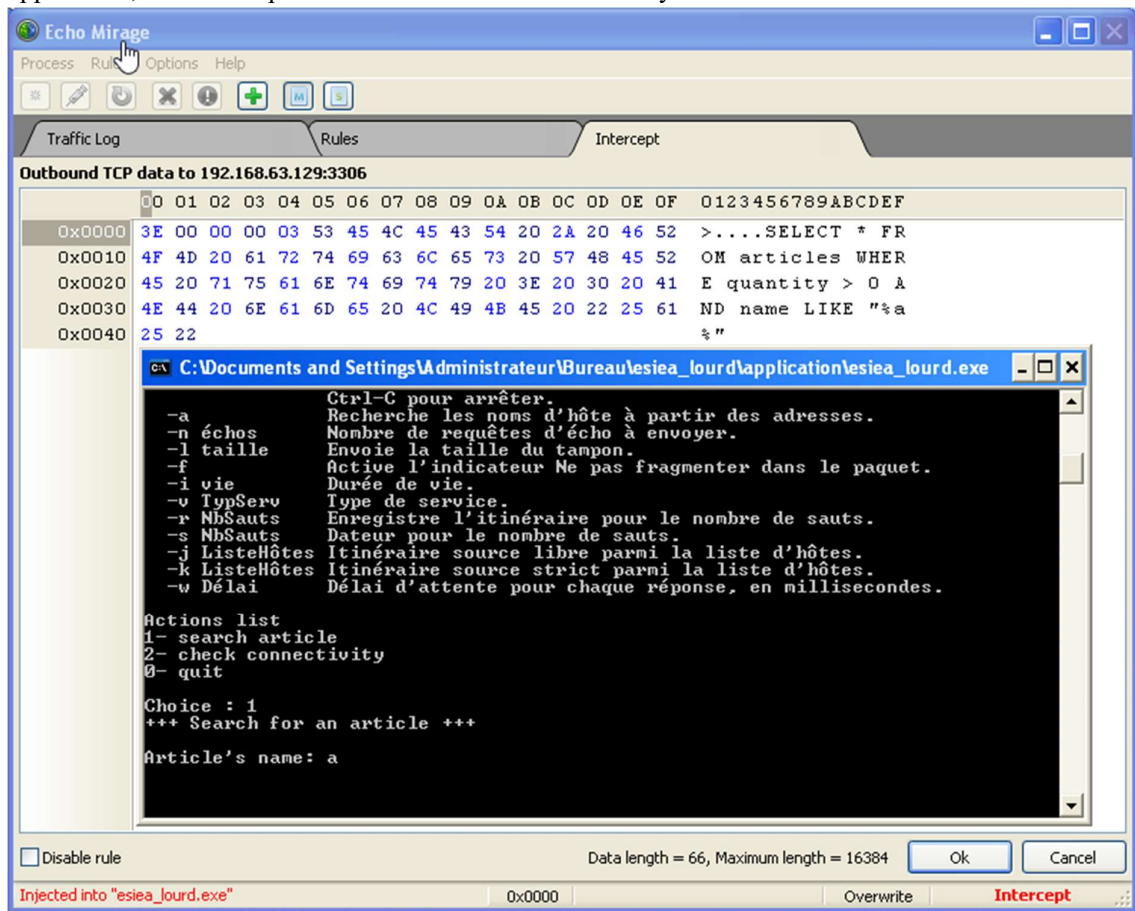 Echo Mirage
Process Rul Options Help
M S
Traffic Log Rules Intercept
Outbound TCP data to 192.168.63.129:3306
00 01 02 03 04 05 06 07 08 09 0A 0B 0C 0D 0E 0F 0123456789ABCDEF
0x0000 3E 00 00 00 03 53 45 4C 45 43 54 20 2A 20 46 52 >....SELECT * FR
0x0010 4F 4D 20 61 72 74 69 63 6C 65 73 20 57 48 45 52 OM articles WHER
0x0020 45 20 71 75 61 6E 74 69 74 79 20 3E 20 30 20 41 E quantity > 0 A
0x0030 4E 44 20 6E 61 6D 65 20 4C 49 4B 45 20 22 25 61 ND name LIKE "%a
0x0040 25 22 %"
C:\Documents and Settings\Administrateur\Bureau\esiea_lourd\application\esiea_lourd.exe
Ctrl-C pour arrêter.
-a Recherche les noms d'hôte à partir des adresses.
-n échos Nombre de requêtes d'écho à envoyer.
-l taille Envoie la taille du tampon.
-f Active l'indicateur Ne pas fragmenter dans le paquet.
-i vie Durée de vie.
-v TypServ Type de service.
-r NbSauts Enregistre l'itinéraire pour le nombre de sauts.
-s NbSauts Dateur pour le nombre de sauts.
-j ListeHôtes Itinéraire source libre parmi la liste d'hôtes.
-k ListeHôtes Itinéraire source strict parmi la liste d'hôtes.
-w Délai Délai d'attente pour chaque réponse, en millisecondes.
Actions list
1- search article
2- check connectivity
0- quit
Choice : 1
+++ Search for an article +++
Article's name: a
Disable rule Data length = 66, Maximum length = 16384 Ok Cancel
Injected into "esiea_lourd.exe" 0x0000 Overwrite Intercept